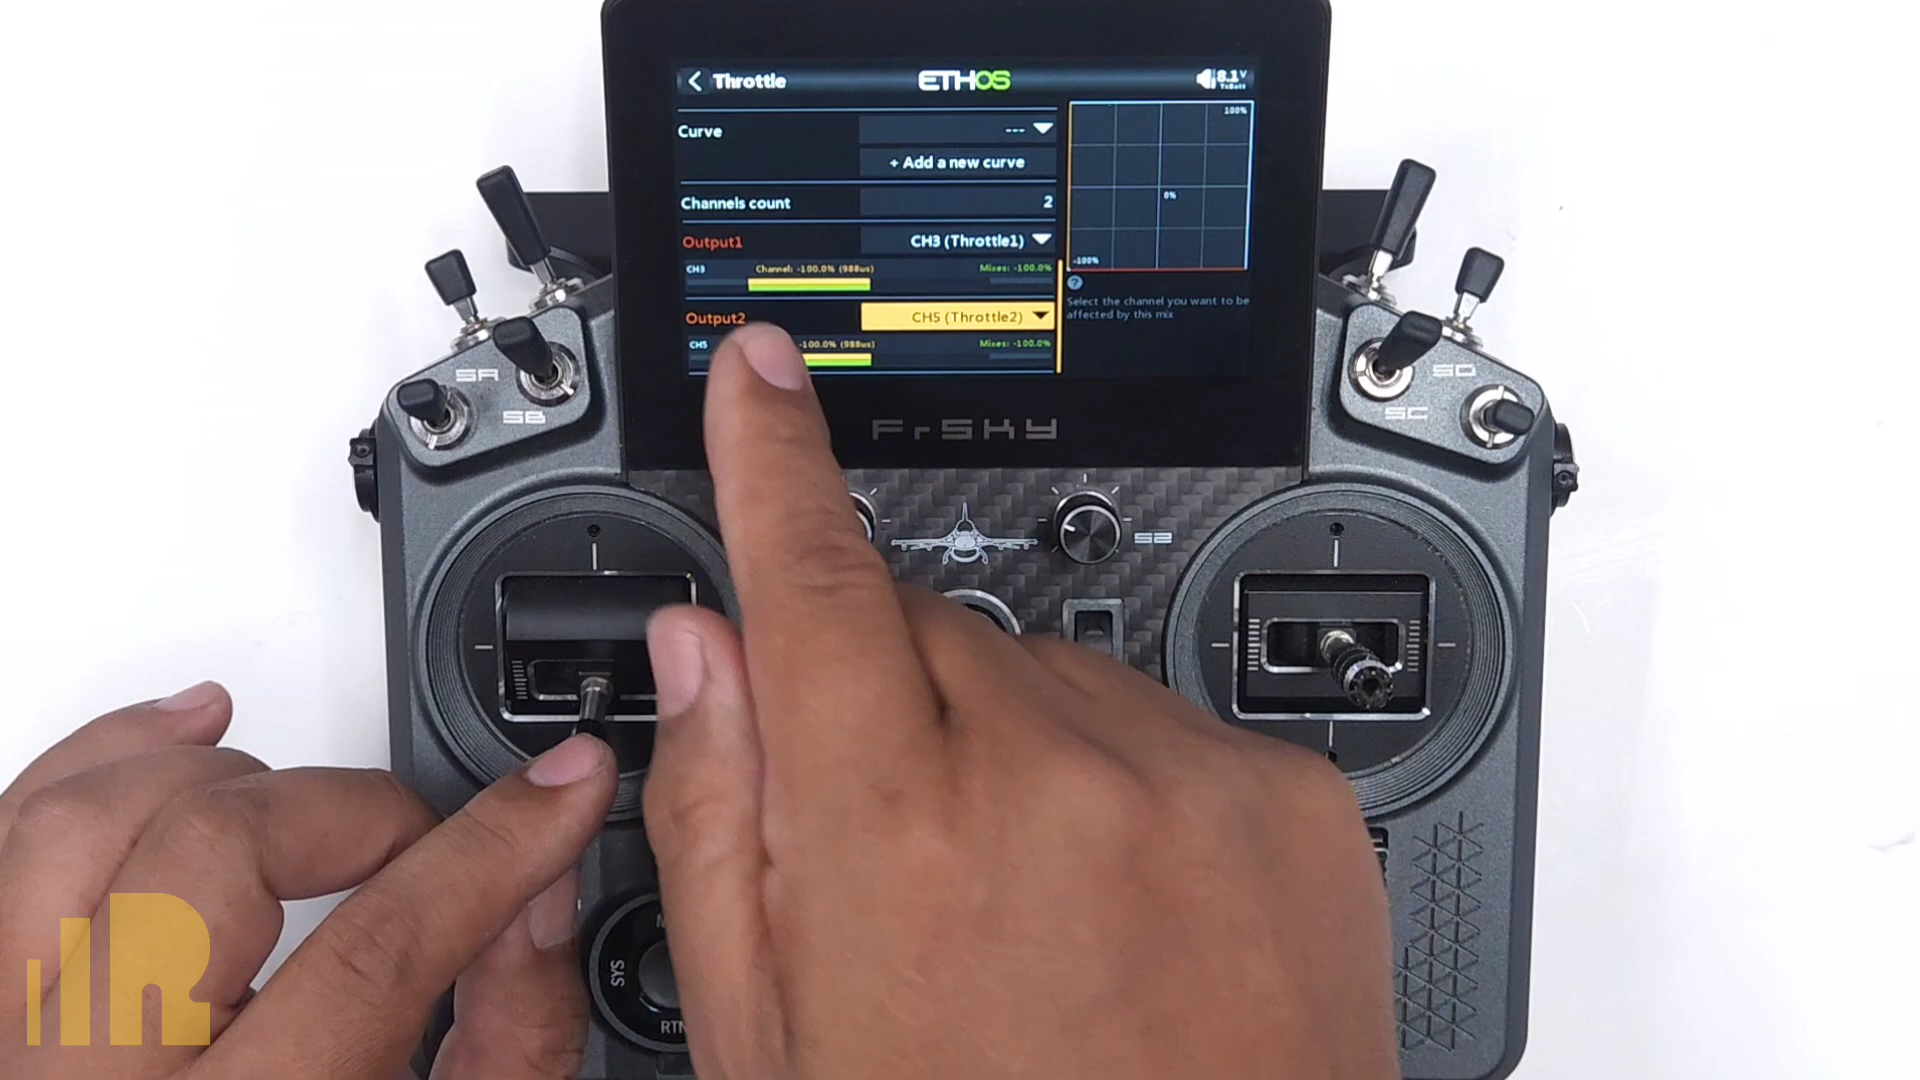 Throttle
ETHOS
8.1V
TxBatt
Curve
---
+ Add a new curve
Channels count
2
Output1
CH3 (Throttle1)
CH3
Channel: -100.0% (988us)
Mixes: -100.0%
Output2
CH5 (Throttle2)
CH5
-100.0% (988us)
Mixes: -100.0%
100%
0%
-100%
?
Select the channel you want to be
affected by this mix
FrSKY
SA
SB
SD
SC
SYS
RTN
R